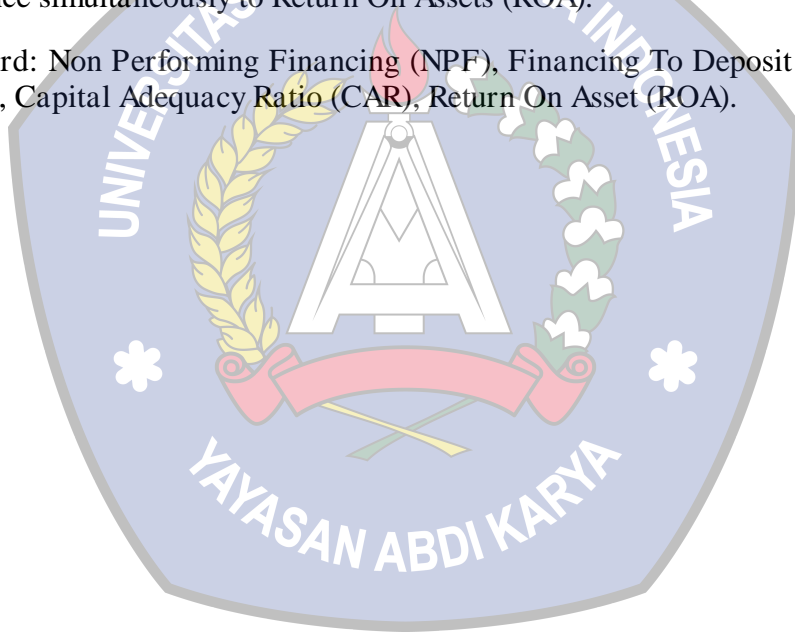 simultaneously to Return On Assets (ROA).
rd: Non Performing Financing (NPF), Financing To Deposit
, Capital Adequacy Ratio (CAR), Return On Asset (ROA).
UNIVERSITAS
INDONESIA
YAYASAN ABDI KARYA